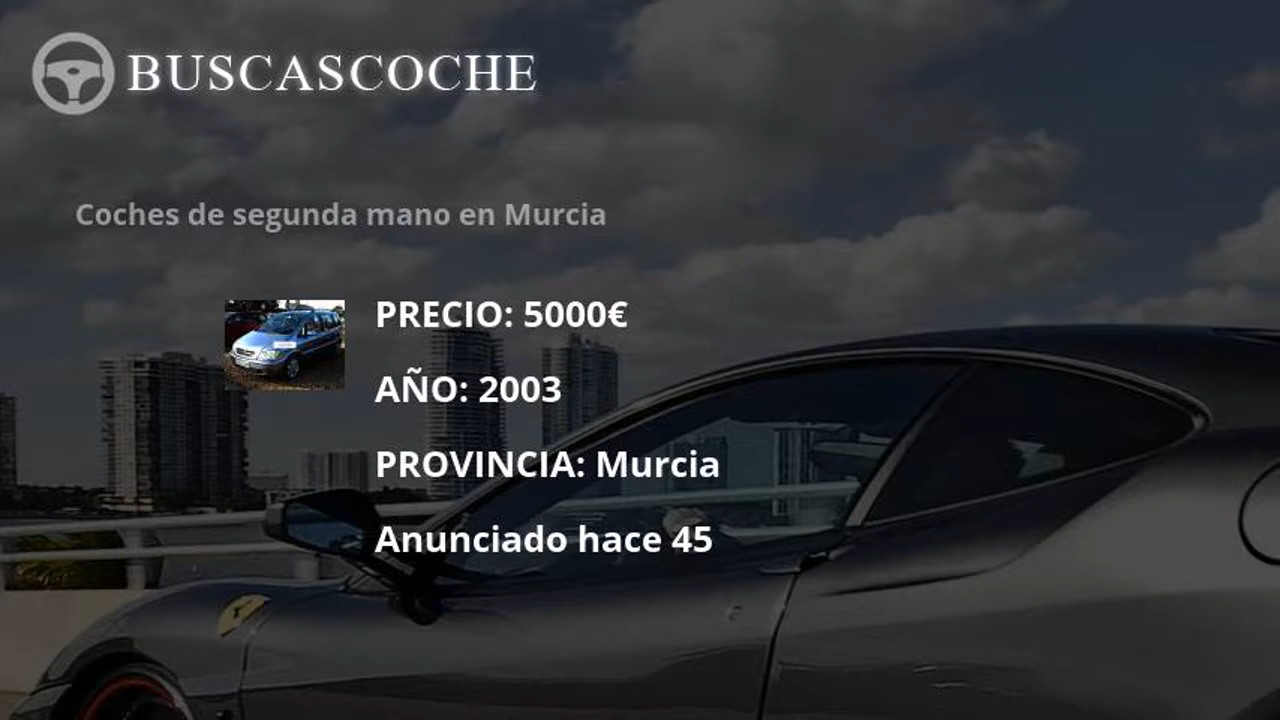 BUSCASCOCHE
Coches de segunda mano en Murcia
PRECIO: 5000€
AÑO: 2003
PROVINCIA: Murcia
Anunciado hace 45